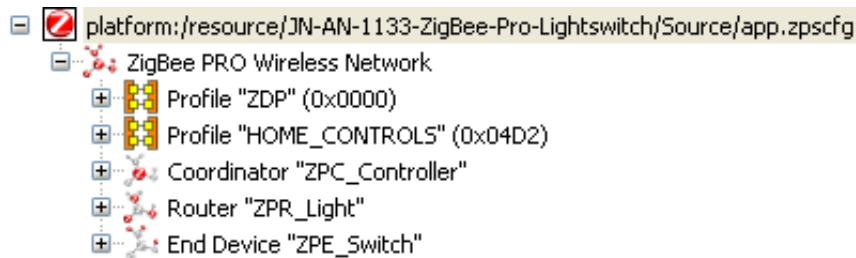 platform:/resource/JN-AN-1133-ZigBee-Pro-Lightswitch/Source/app.zpscfg
ZigBee PRO Wireless Network
Profile "ZDP" (0x0000)
Profile "HOME_CONTROLS" (0x04D2)
Coordinator "ZPC_Controller"
Router "ZPR_Light"
End Device "ZPE_Switch"